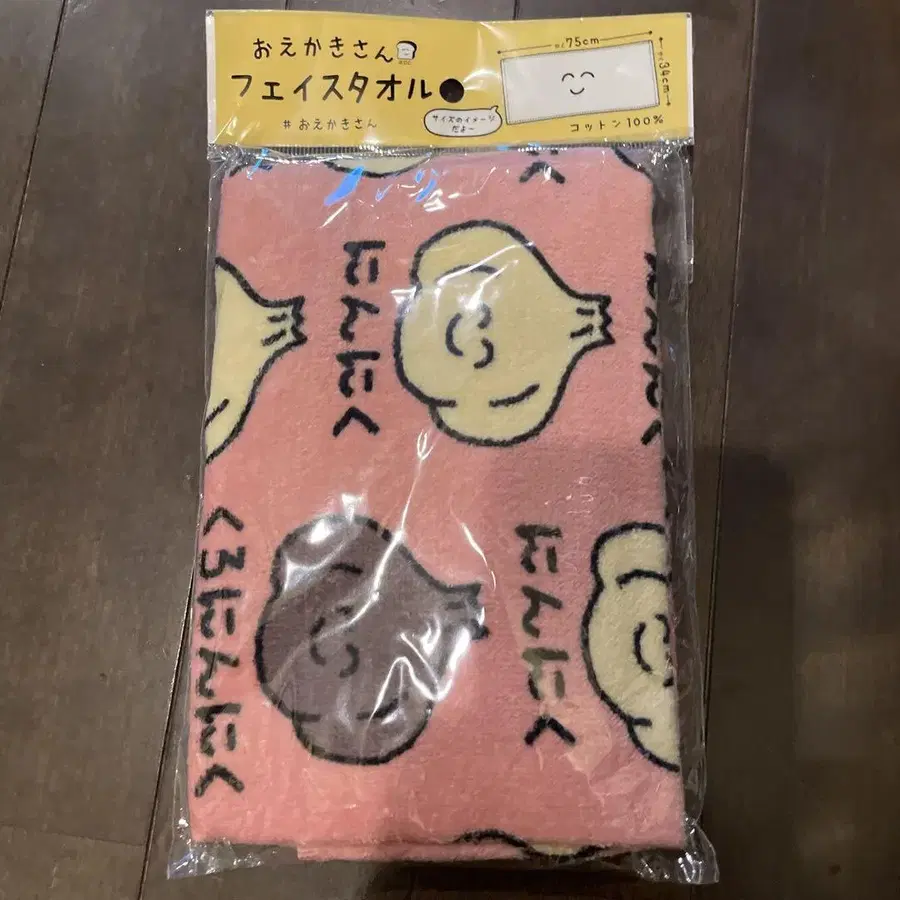 おえかきさん
フェイスタオル
#おえかきさん
サイズのイメージ
だよー
約75cm
約34cm
コットン100%
にんにく
にんにく
くろにんにく
にんにく